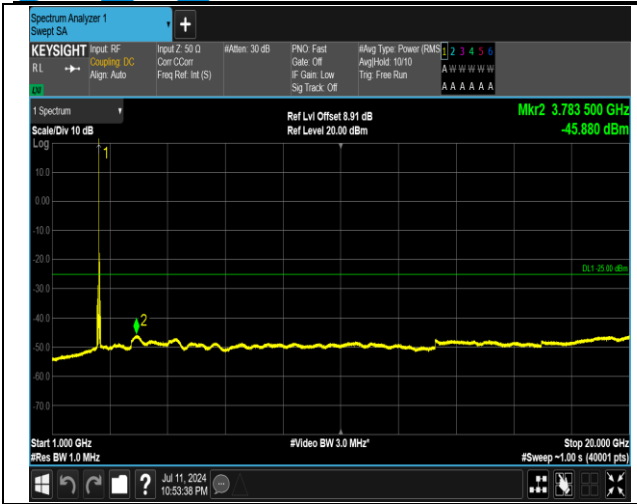 Spectrum Analyzer 1
Swept SA
+
KEYSIGHT
RL
LXI
Input: RF
Coupling: DC
Align: Auto
Input Z: 50 Ω
Corr CCorr
Freq Ref: Int (S)
#Atten: 30 dB
PNO: Fast
Gate: Off
IF Gain: Low
Sig Track: Off
#Avg Type: Power (RMS
Avg|Hold: 10/10
Trig: Free Run
1 2 3 4 5 6
A W W W W W
A A A A A A
1 Spectrum
Scale/Div 10 dB
Ref Lvl Offset 8.91 dB
Ref Level 20.00 dBm
Mkr2 3.783 500 GHz
-45.880 dBm
Log
1
10.0
0.00
-10.0
-20.0
DL1 -25.00 dBm
-30.0
-40.0
2
-50.0
-60.0
-70.0
Start 1.000 GHz
#Video BW 3.0 MHz*
Stop 20.000 GHz
#Res BW 1.0 MHz
#Sweep ~1.00 s (40001 pts)
?
Jul 11, 2024
10:53:38 PM